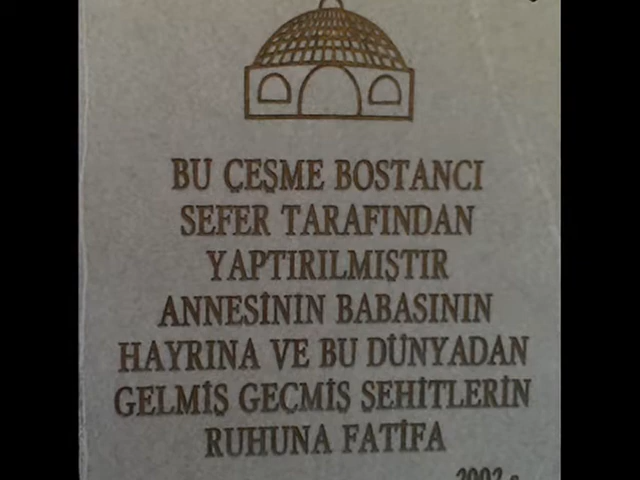 BU ÇEŞME BOSTANCI
SEFER TARAFINDAN
YAPTIRILMIŞTIR
ANNESİNİN BABASININ
HAYRINA VE BU DÜNYADAN
GELMİŞ GEÇMİŞ ŞEHİTLERİN
RUHUNA FATİFA